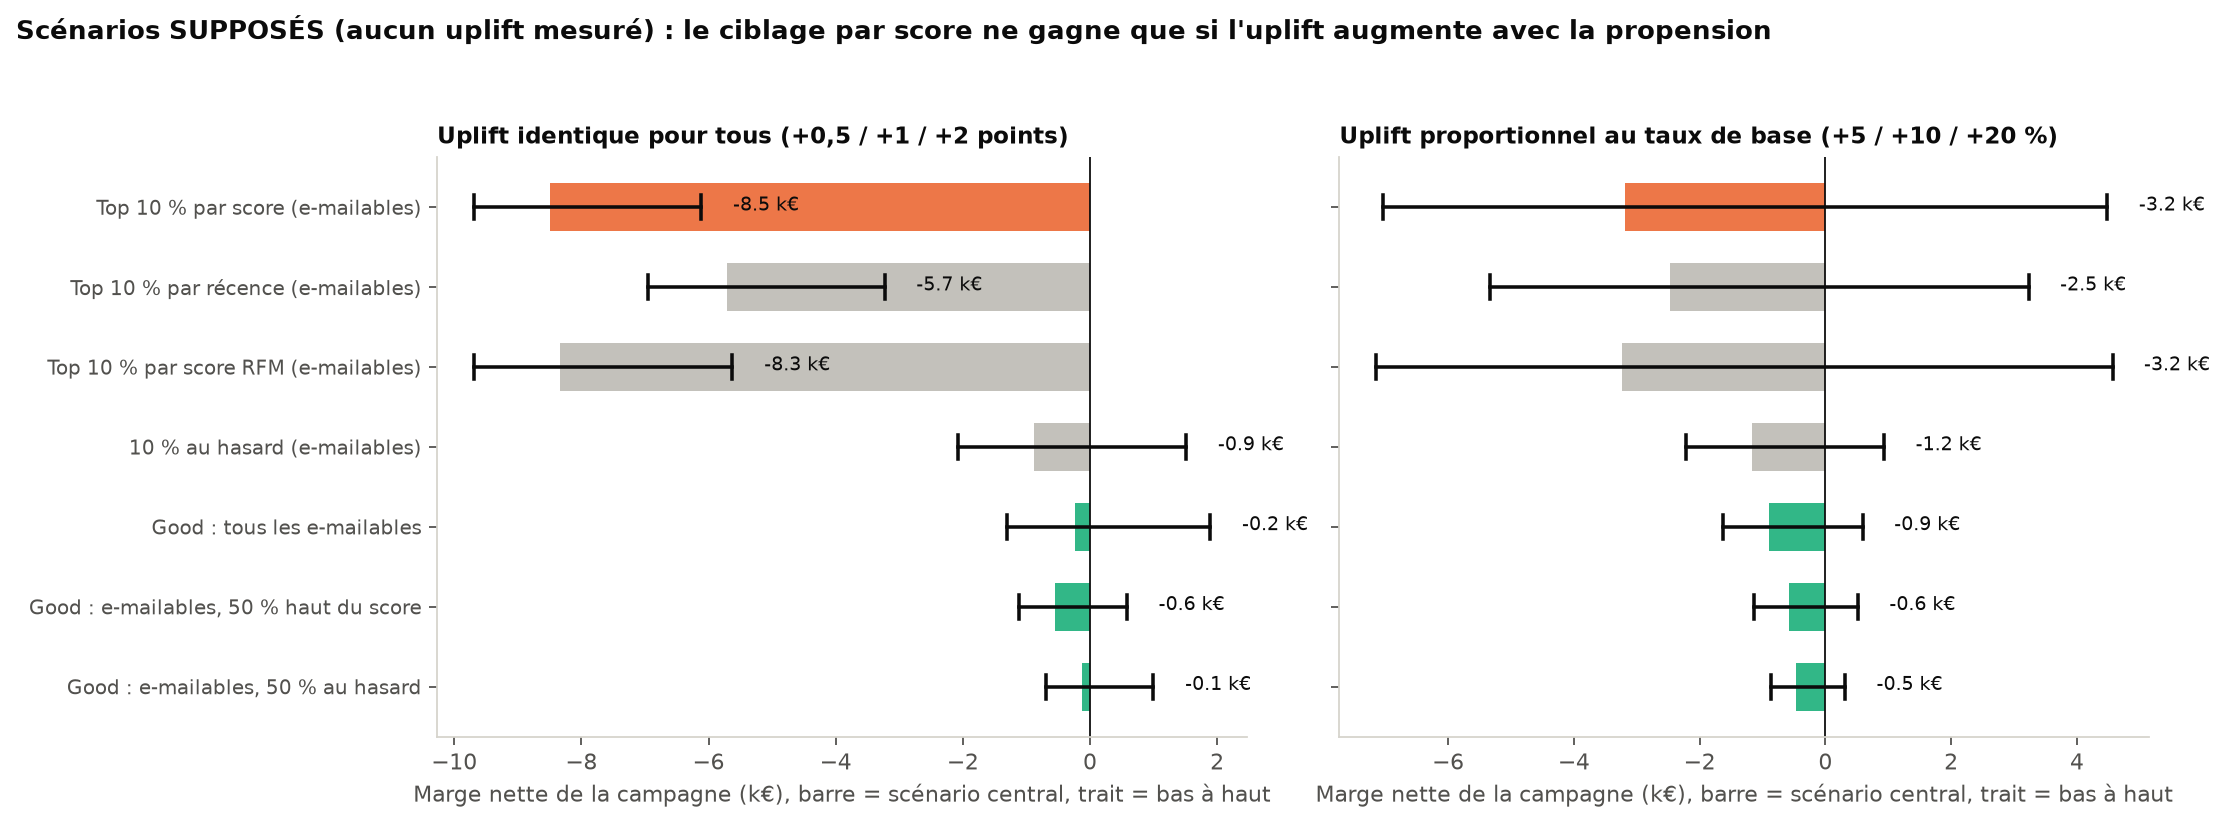 Scénarios SUPPOSÉS (aucun uplift mesuré) : le ciblage par score ne gagne que si l'uplift augmente avec la propension
Uplift identique pour tous (+0,5 / +1 / +2 points)
Top 10 % par score (e-mailables)
-8.5 k€
Top 10 % par récence (e-mailables)
-5.7 k€
Top 10 % par score RFM (e-mailables)
-8.3 k€
10 % au hasard (e-mailables)
-0.9 k€
Good : tous les e-mailables
-0.2 k€
Good : e-mailables, 50 % haut du score
-0.6 k€
Good : e-mailables, 50 % au hasard
-0.1 k€
−10 −8 −6 −4 −2 0 2
Marge nette de la campagne (k€), barre = scénario central, trait = bas à haut
Uplift proportionnel au taux de base (+5 / +10 / +20 %)
-3.2 k€
-2.5 k€
-3.2 k€
-1.2 k€
-0.9 k€
-0.6 k€
-0.5 k€
−6 −4 −2 0 2 4
Marge nette de la campagne (k€), barre = scénario central, trait = bas à haut